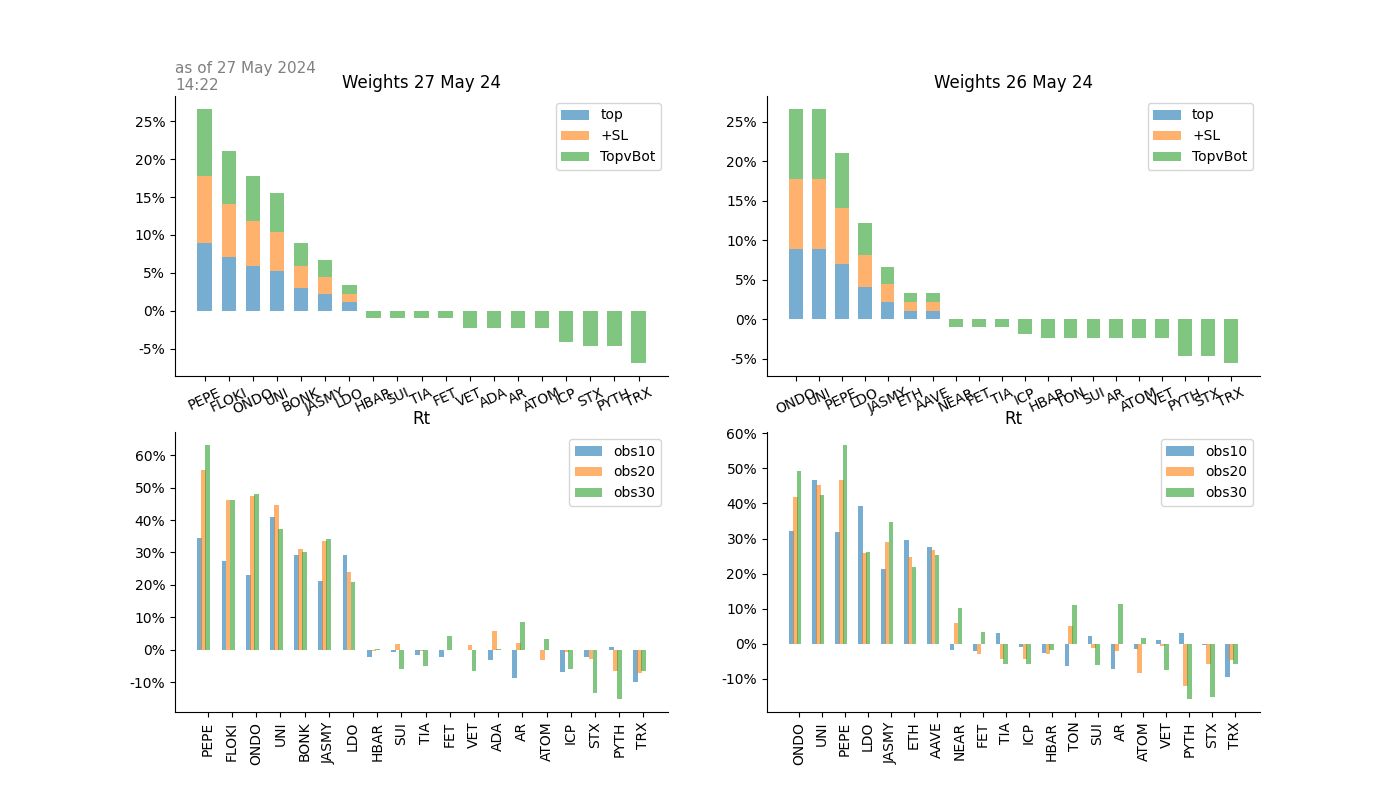 as of 27 May 2024
14:22
Weights 27 May 24
25%
20%
15%
10%
5%
0%
-5%
top
+SL
TopvBot
PEPE FLOKI ONDO UNI BONK JASMY LDO HBAR SUI TIA FET VET ADA AR ATOM ICP STX PYTH TRX
Weights 26 May 24
25%
20%
15%
10%
5%
0%
-5%
top
+SL
TopvBot
ONDO UNI PEPE LDO JASMY ETH AAVE NEAR FET TIA ICP HBAR TON SUI AR ATOM VET PYTH STX TRX
Rt
60%
50%
40%
30%
20%
10%
0%
-10%
obs10
obs20
obs30
PEPE FLOKI ONDO UNI BONK JASMY LDO HBAR SUI TIA FET VET ADA AR ATOM ICP STX PYTH TRX
Rt
60%
50%
40%
30%
20%
10%
0%
-10%
obs10
obs20
obs30
ONDO UNI PEPE LDO JASMY ETH AAVE NEAR FET TIA ICP HBAR TON SUI AR ATOM VET PYTH STX TRX